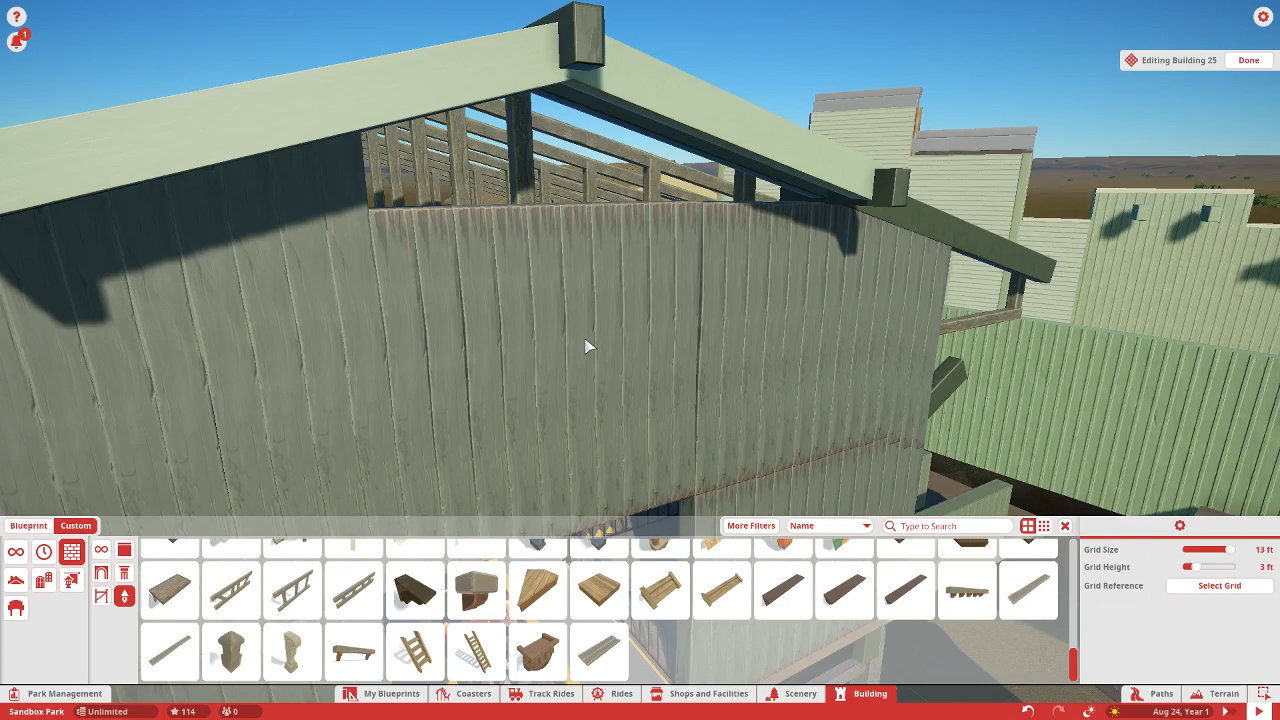 ?
1
Editing Building 25 Done
Blueprint Custom More Filters Name Type to Search
Grid Size 13 ft
Grid Height 3 ft
Grid Reference Select Grid
Park Management My Blueprints Coasters Track Rides Rides Shops and Facilities Scenery Building Paths Terrain
Sandbox Park Unlimited 114 0 Aug 24, Year 1